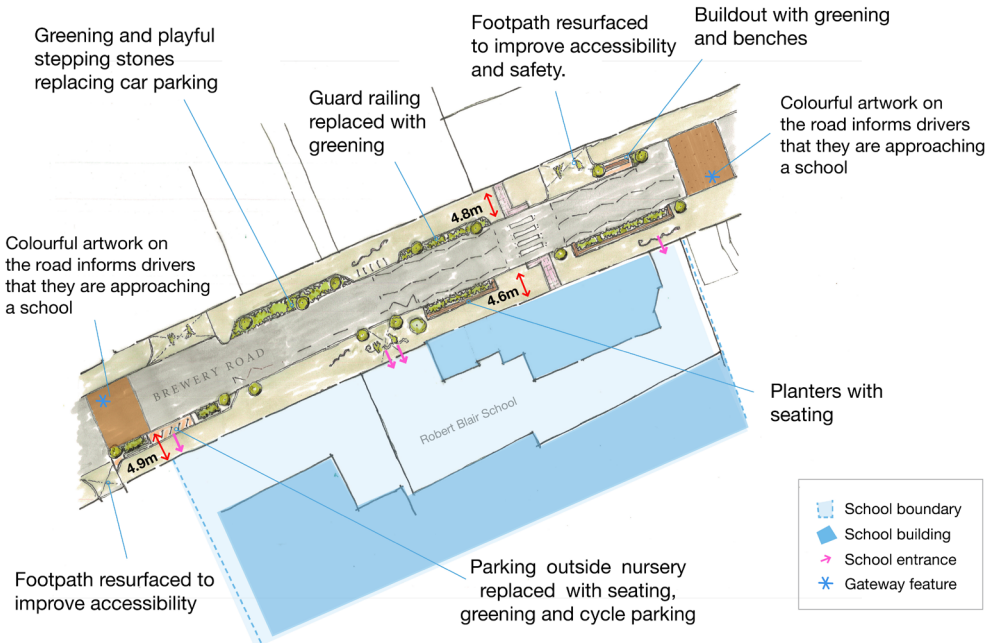 Greening and playful
stepping stones
replacing car parking
Footpath resurfaced
to improve accessibility
and safety.
Buildout with greening
and benches
Guard railing
replaced with
greening
Colourful artwork on
the road informs drivers
that they are approaching
a school
4.8m
Colourful artwork on
the road informs drivers
that they are approaching
a school
4.6m
BREWERY ROAD
Planters with
seating
Robert Blair School
4.9m
School boundary
School building
School entrance
Gateway feature
Footpath resurfaced to
improve accessibility
Parking outside nursery
replaced with seating,
greening and cycle parking